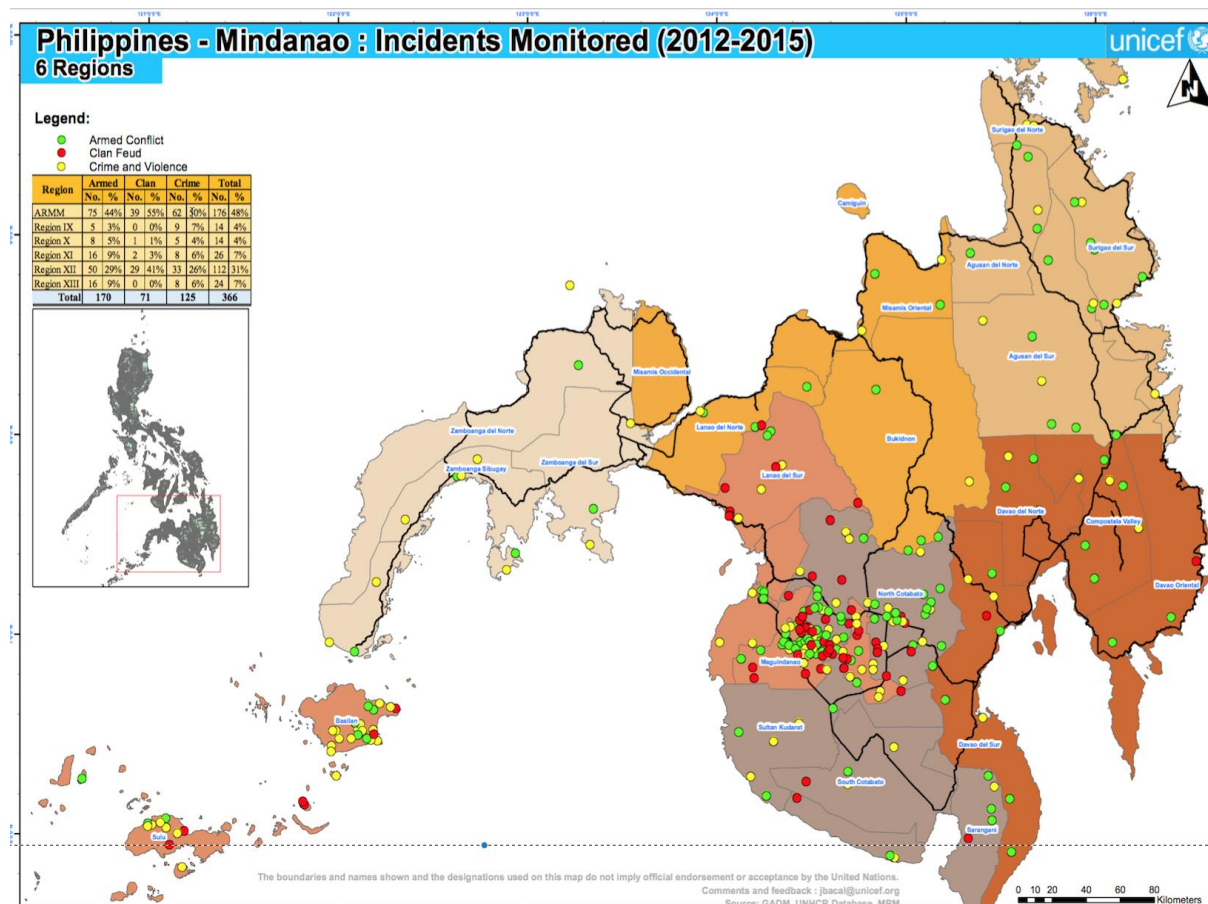 Philippines - Mindanao : Incidents Monitored (2012-2015)
unicef
6 Regions
N
Legend:
Armed Conflict
Clan Feud
Crime and Violence
Region Armed Clan Crime Total
No. % No. % No. % No. %
ARMM 75 44% 39 55% 62 50% 176 48%
Region IX 5 3% 0 0% 9 7% 14 4%
Region X 8 5% 1 1% 5 4% 14 4%
Region XI 16 9% 2 3% 8 6% 26 7%
Region XII 50 29% 29 41% 33 26% 112 31%
Region XIII 16 9% 0 0% 8 6% 24 7%
Total 170 71 125 366
Surigao del Norte
Camiguin
Surigao del Sur
Agusan del Norte
Misamis Oriental
Agusan del Sur
Misamis Occidental
Lanao del Norte
Zamboanga del Norte
Bukidnon
Zamboanga Sibugay
Zamboanga del Sur
Lanao del Sur
Davao del Norte
Compostela Valley
Davao Oriental
North Cotabato
Maguindanao
Basilan
Sultan Kudarat
Davao del Sur
South Cotabato
Sarangani
Sulu
The boundaries and names shown and the designations used on this map do not imply official endorsement or acceptance by the United Nations.
Comments and feedback : jbacal@unicef.org
Source: GADM, UNHCR Database, MRM
0 10 20 40 60 80
Kilometers